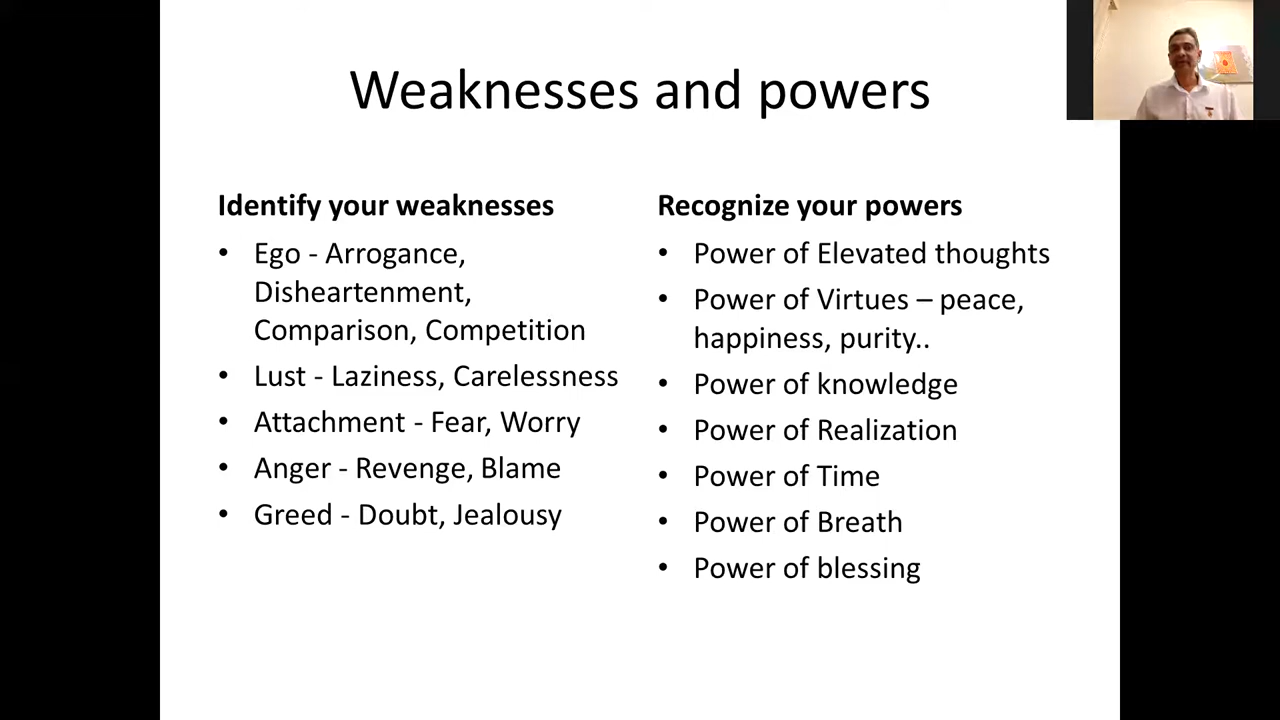 Weaknesses and powers
Identify your weaknesses
• Ego - Arrogance,
Disheartenment,
Comparison, Competition
• Lust - Laziness, Carelessness
• Attachment - Fear, Worry
• Anger - Revenge, Blame
• Greed - Doubt, Jealousy
Recognize your powers
• Power of Elevated thoughts
• Power of Virtues – peace,
happiness, purity..
• Power of knowledge
• Power of Realization
• Power of Time
• Power of Breath
• Power of blessing